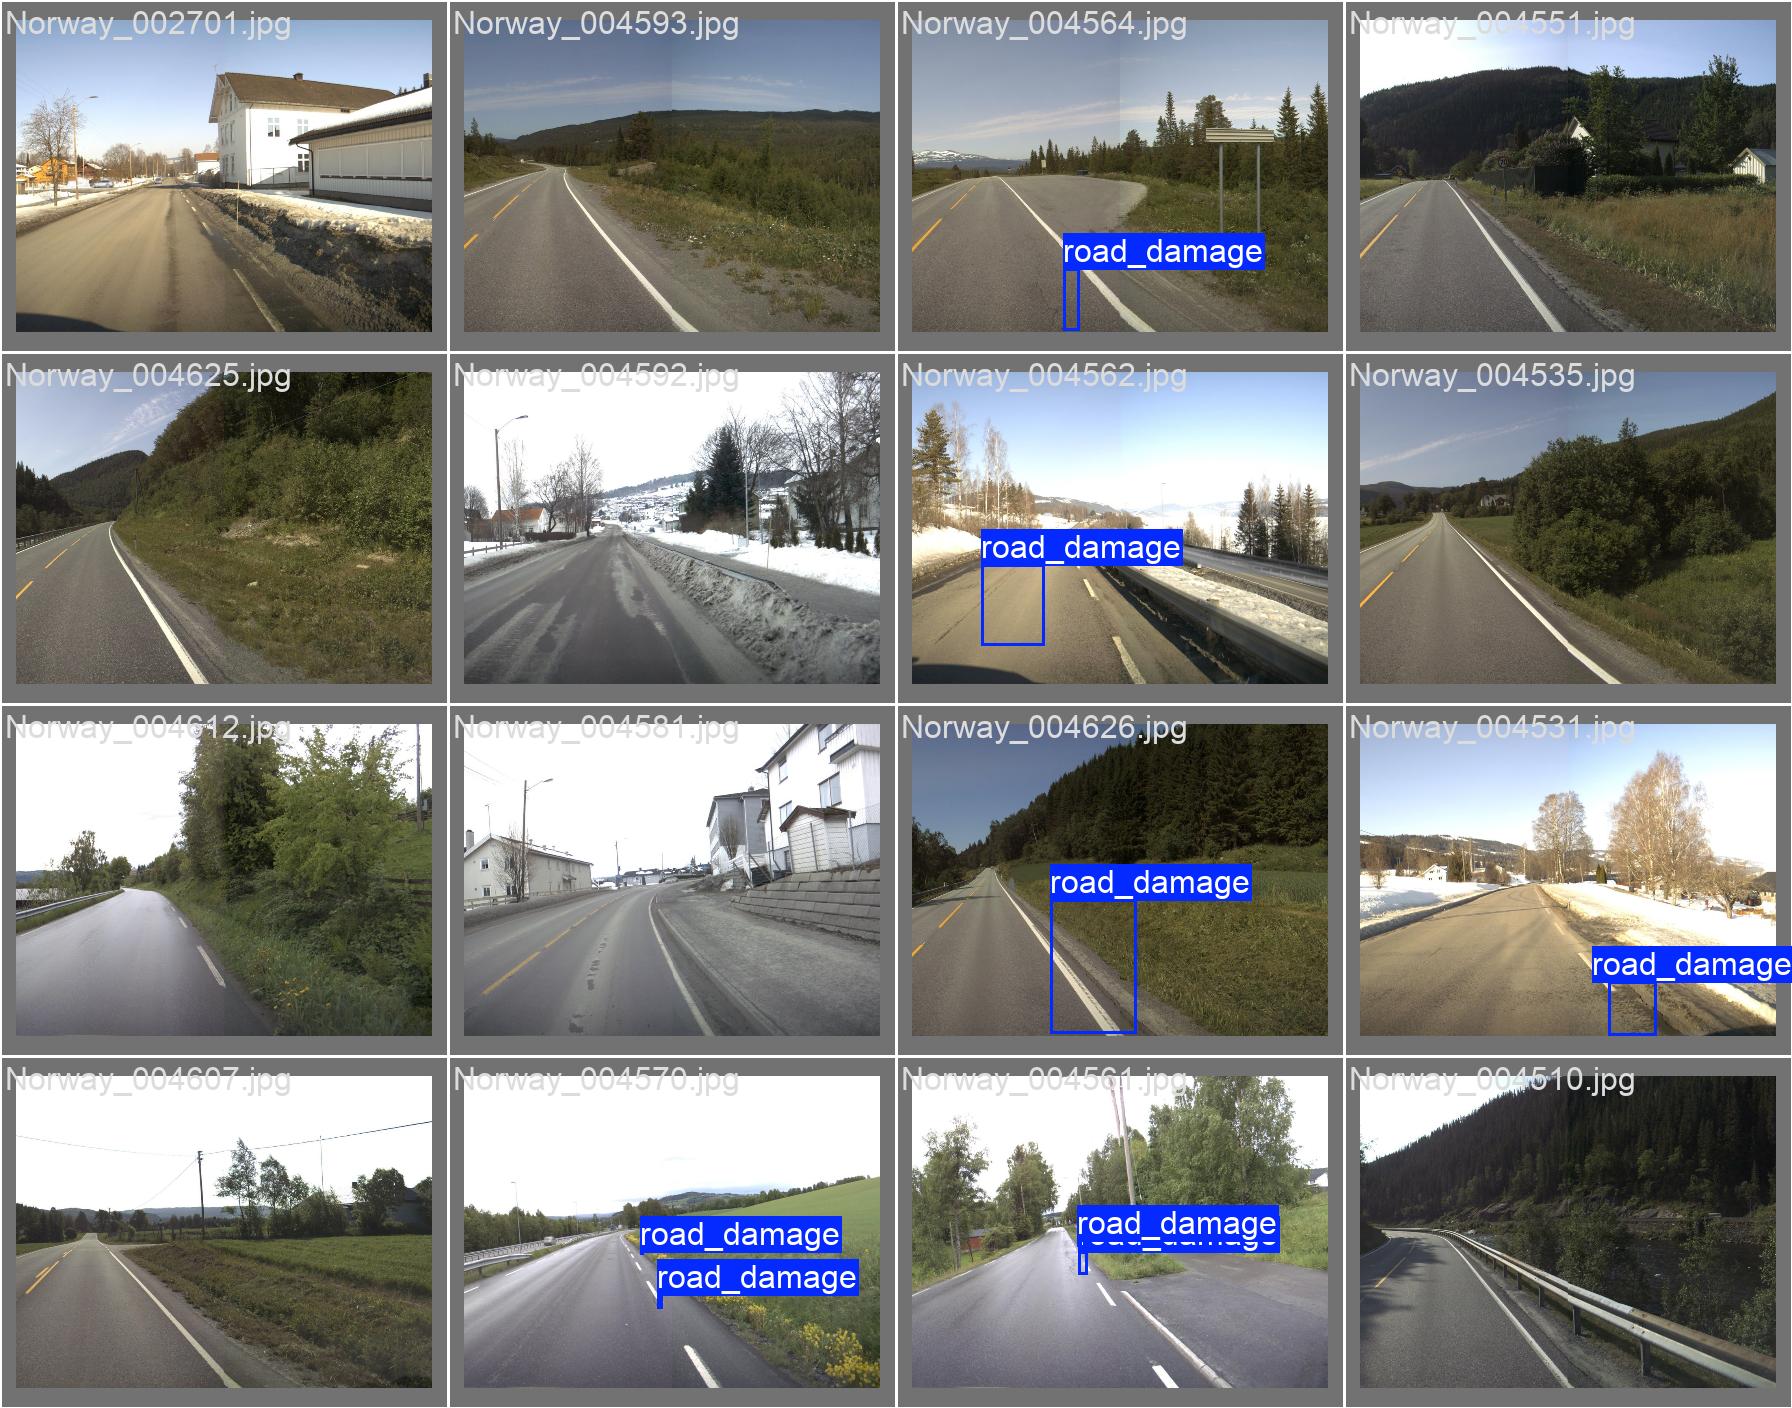 Norway_002701.jpg
Norway_004593.jpg
Norway_004564.jpg
Norway_004551.jpg
road_damage
Norway_004625.jpg
Norway_004592.jpg
Norway_004562.jpg
Norway_004535.jpg
road_damage
Norway_004612.jpg
Norway_004581.jpg
Norway_004626.jpg
Norway_004531.jpg
road_damage
road_damage
Norway_004607.jpg
Norway_004570.jpg
Norway_004561.jpg
Norway_004510.jpg
road_damage
road_damage
road_damage
road_damage